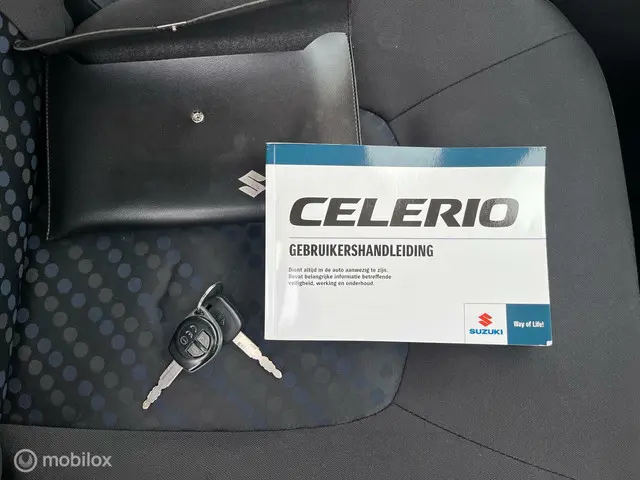 CELERIO
GEBRUIKERSHANDLEIDING
Dient altijd in de auto aanwezig te zijn.
Bevat belangrijke informatie betreffende
veiligheid, werking en onderhoud.
SUZUKI
Way of Life!
mobilox